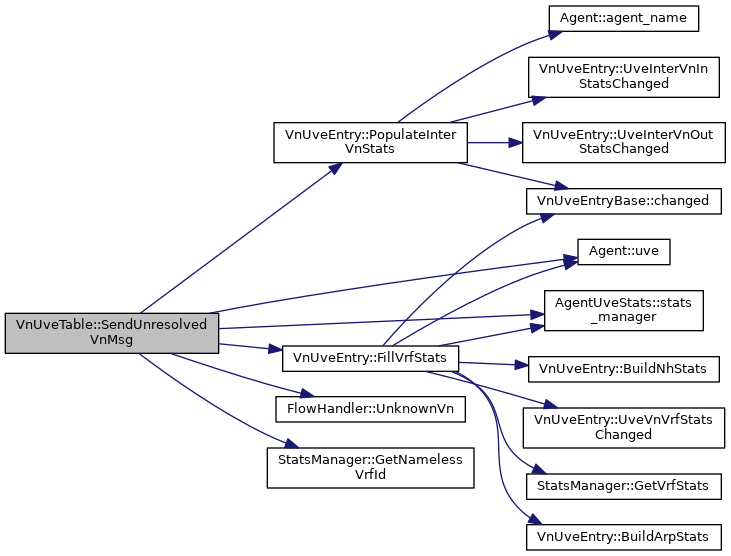 Agent::agent_name
VnUveEntry::UveInterVnIn
StatsChanged
VnUveEntry::PopulateInter
VnStats
VnUveEntry::UveInterVnOut
StatsChanged
VnUveEntryBase::changed
Agent::uve
VnUveTable::SendUnresolved
VnMsg
AgentUveStats::stats
_manager
VnUveEntry::FillVrfStats
VnUveEntry::BuildNhStats
FlowHandler::UnknownVn
VnUveEntry::UveVnVrfStats
Changed
StatsManager::GetNameless
VrfId
StatsManager::GetVrfStats
VnUveEntry::BuildArpStats